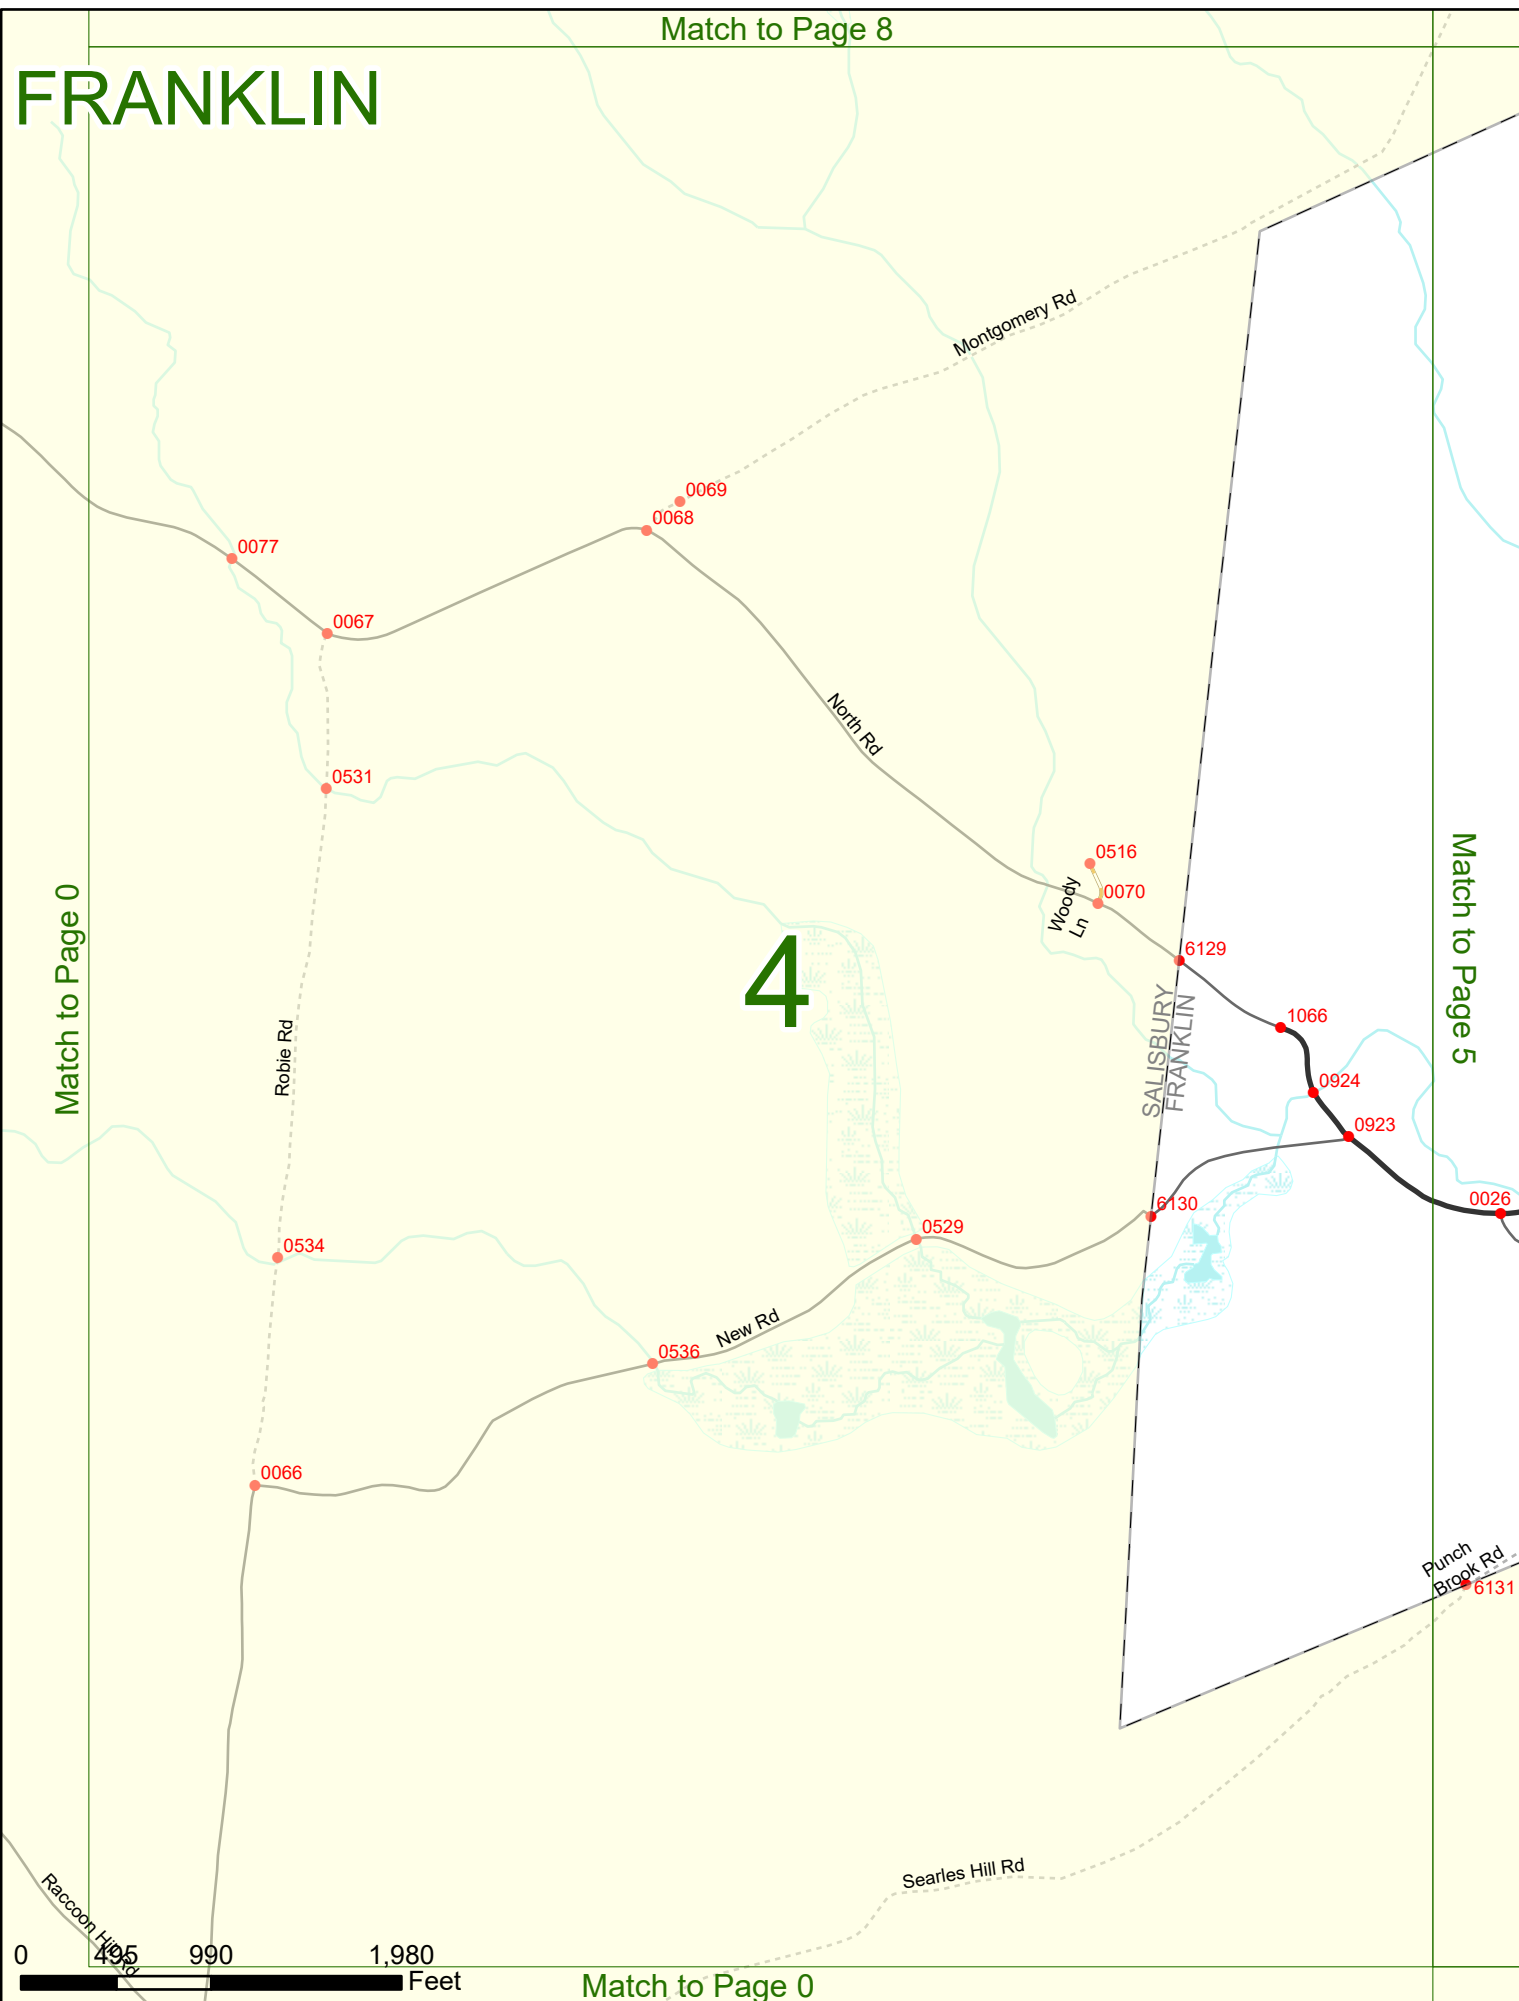 Match to Page 8
FRANKLIN
Montgomery Rd
0069
0068
0077
0067
North Rd
0531
0516
0070
Woody
Ln
Match to Page 0
4
Match to Page 5
6129
SALISBURY
FRANKLIN
1066
0924
0923
Robie Rd
6130
0026
0529
0534
New Rd
0536
0066
Punch
Brook Rd
6131
Searles Hill Rd
Raccoon Hill Rd
0 495 990 1,980
Feet
Match to Page 0